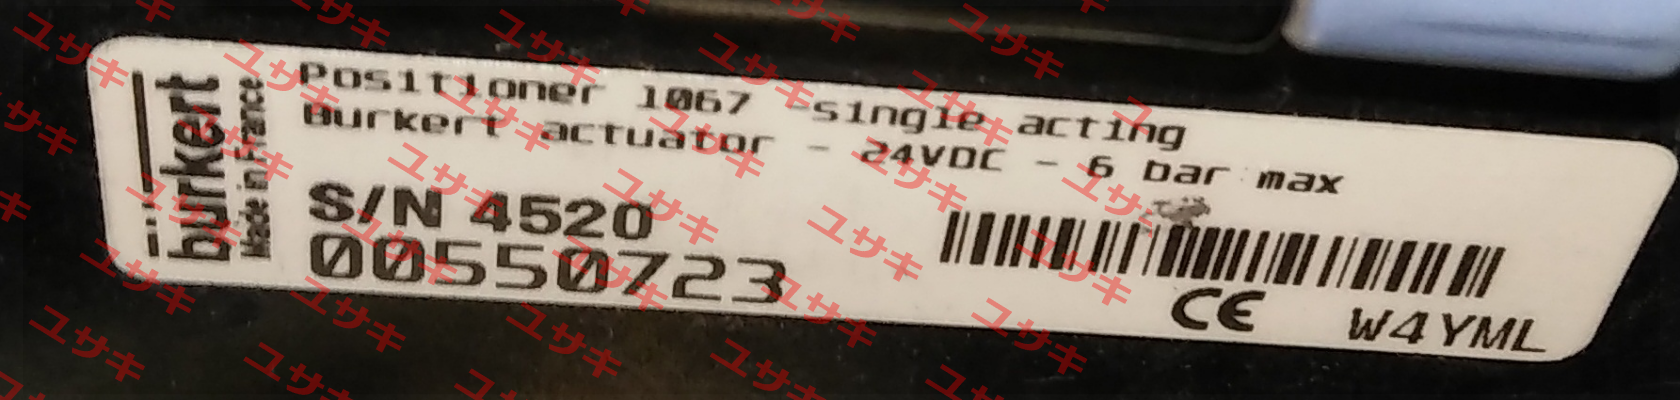 bürkert
Made in France
Positioner 1067 -single acting
Burkert actuator - 24VDC - 6 bar max
S/N 4520
00550723
CE W4YML
ユサキ